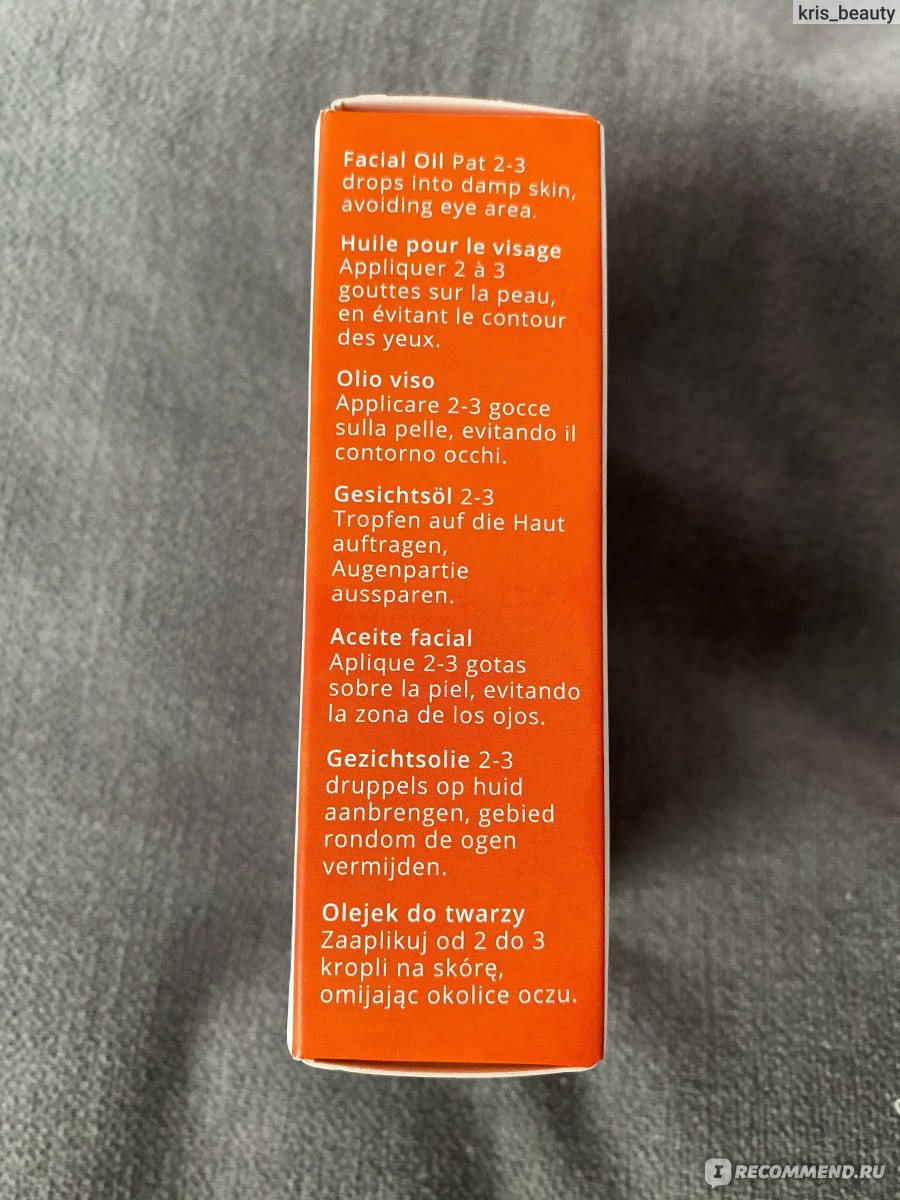 kris_beauty
Facial Oil Pat 2-3
drops into damp skin,
avoiding eye area.
Huile pour le visage
Appliquer 2 à 3
gouttes sur la peau,
en évitant le contour
des yeux.
Olio viso
Applicare 2-3 gocce
sulla pelle, evitando il
contorno occhi.
Gesichtsöl 2-3
Tropfen auf die Haut
auftragen,
Augenpartie
aussparen.
Aceite facial
Aplique 2-3 gotas
sobre la piel, evitando
la zona de los ojos.
Gezichtsolie 2-3
druppels op huid
aanbrengen, gebied
rondom de ogen
vermijden.
Olejek do twarzy
Zaaplikuj od 2 do 3
kropli na skórę,
omijając okolice oczu.
RECOMMEND.RU